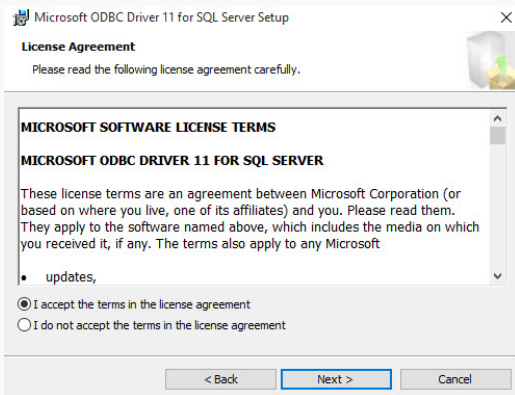 Microsoft ODBC Driver 11 for SQL Server Setup
License Agreement
Please read the following license agreement carefully.
MICROSOFT SOFTWARE LICENSE TERMS
MICROSOFT ODBC DRIVER 11 FOR SQL SERVER
These license terms are an agreement between Microsoft Corporation (or
based on where you live, one of its affiliates) and you. Please read them.
They apply to the software named above, which includes the media on which
you received it, if any. The terms also apply to any Microsoft
• updates,
I accept the terms in the license agreement
I do not accept the terms in the license agreement
< Back
Next >
Cancel